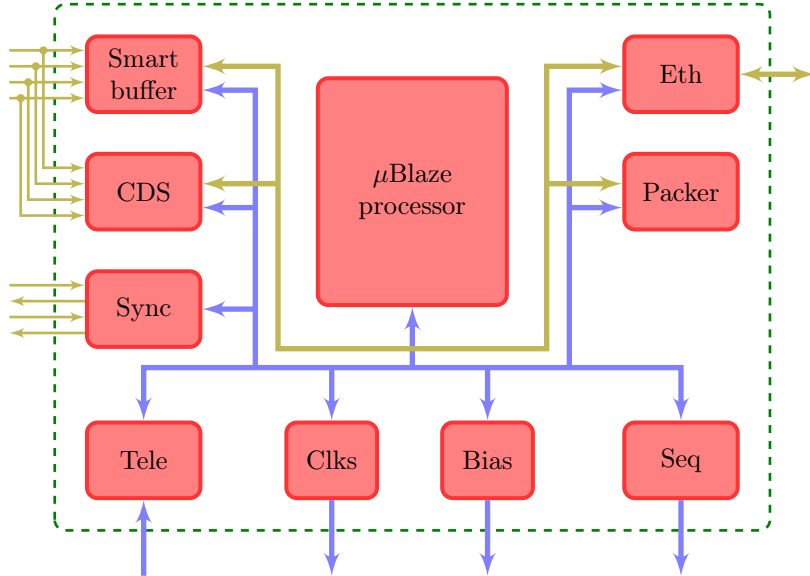 Smart
buffer
Eth
μBlaze
processor
CDS
Packer
Sync
Tele
Clks
Bias
Seq